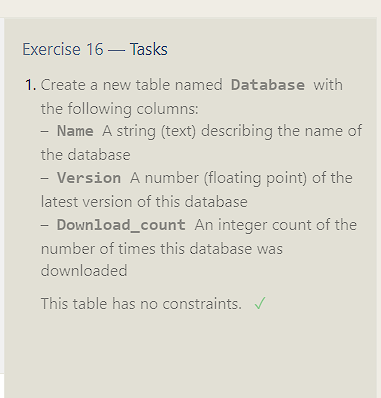 Exercise 16 — Tasks
1. Create a new table named Database with
the following columns:
– Name A string (text) describing the name of
the database
– Version A number (floating point) of the
latest version of this database
– Download_count An integer count of the
number of times this database was
downloaded
This table has no constraints. ✓